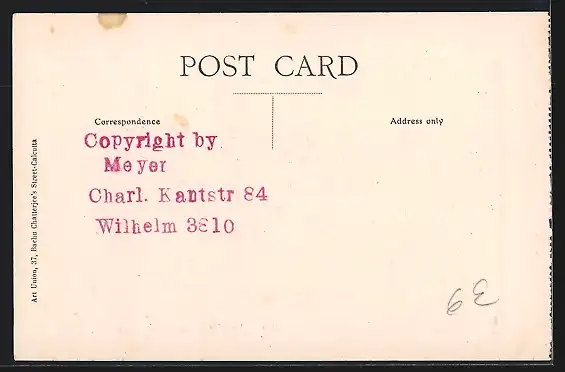 POST CARD
Correspondence
Address only
Copyright by
Meyer
Charl. Kantstr 84
Wilhelm 3810
Art Union, 37, Bachu Chatterjee's Street-Calcutta
6E